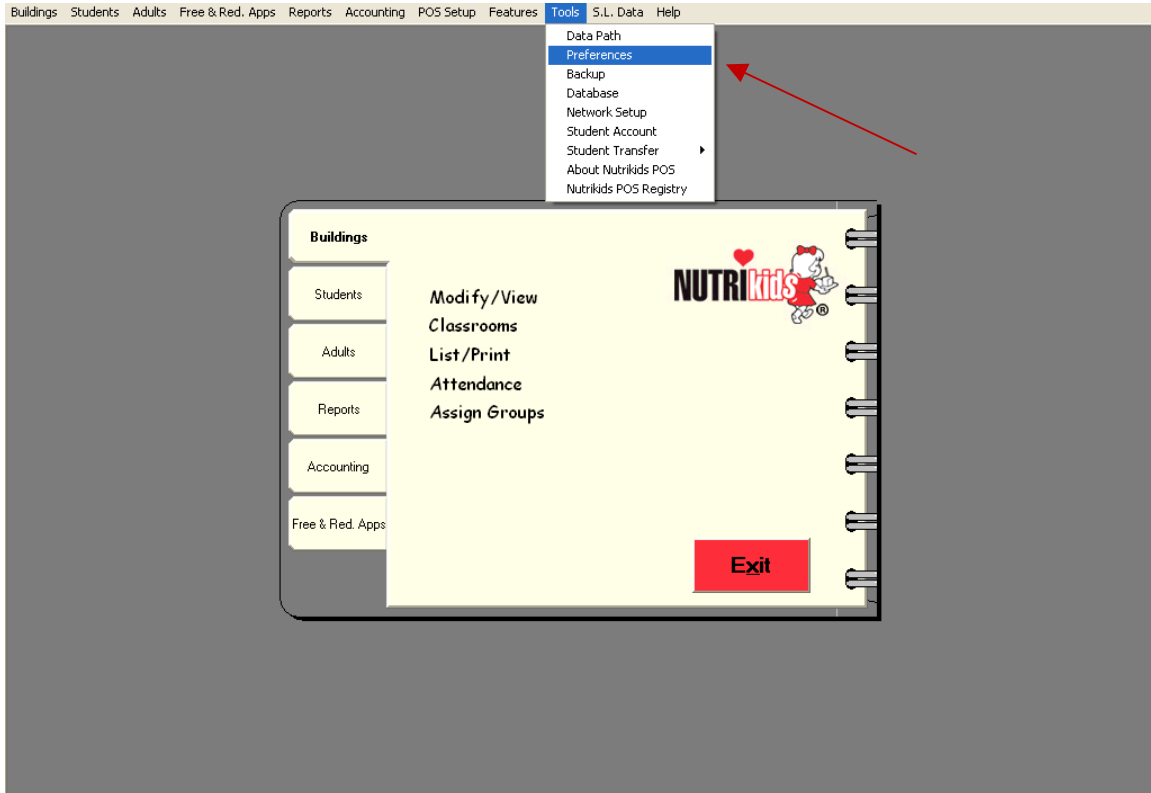 Buildings Students Adults Free & Red. Apps Reports Accounting POS Setup Features Tools S.L. Data Help
Data Path
Preferences
Backup
Database
Network Setup
Student Account
Student Transfer
About Nutrikids POS
Nutrikids POS Registry
Buildings
Students
Adults
Reports
Accounting
Free & Red. Apps
NUTRikids ®
Modify/View
Classrooms
List/Print
Attendance
Assign Groups
Exit